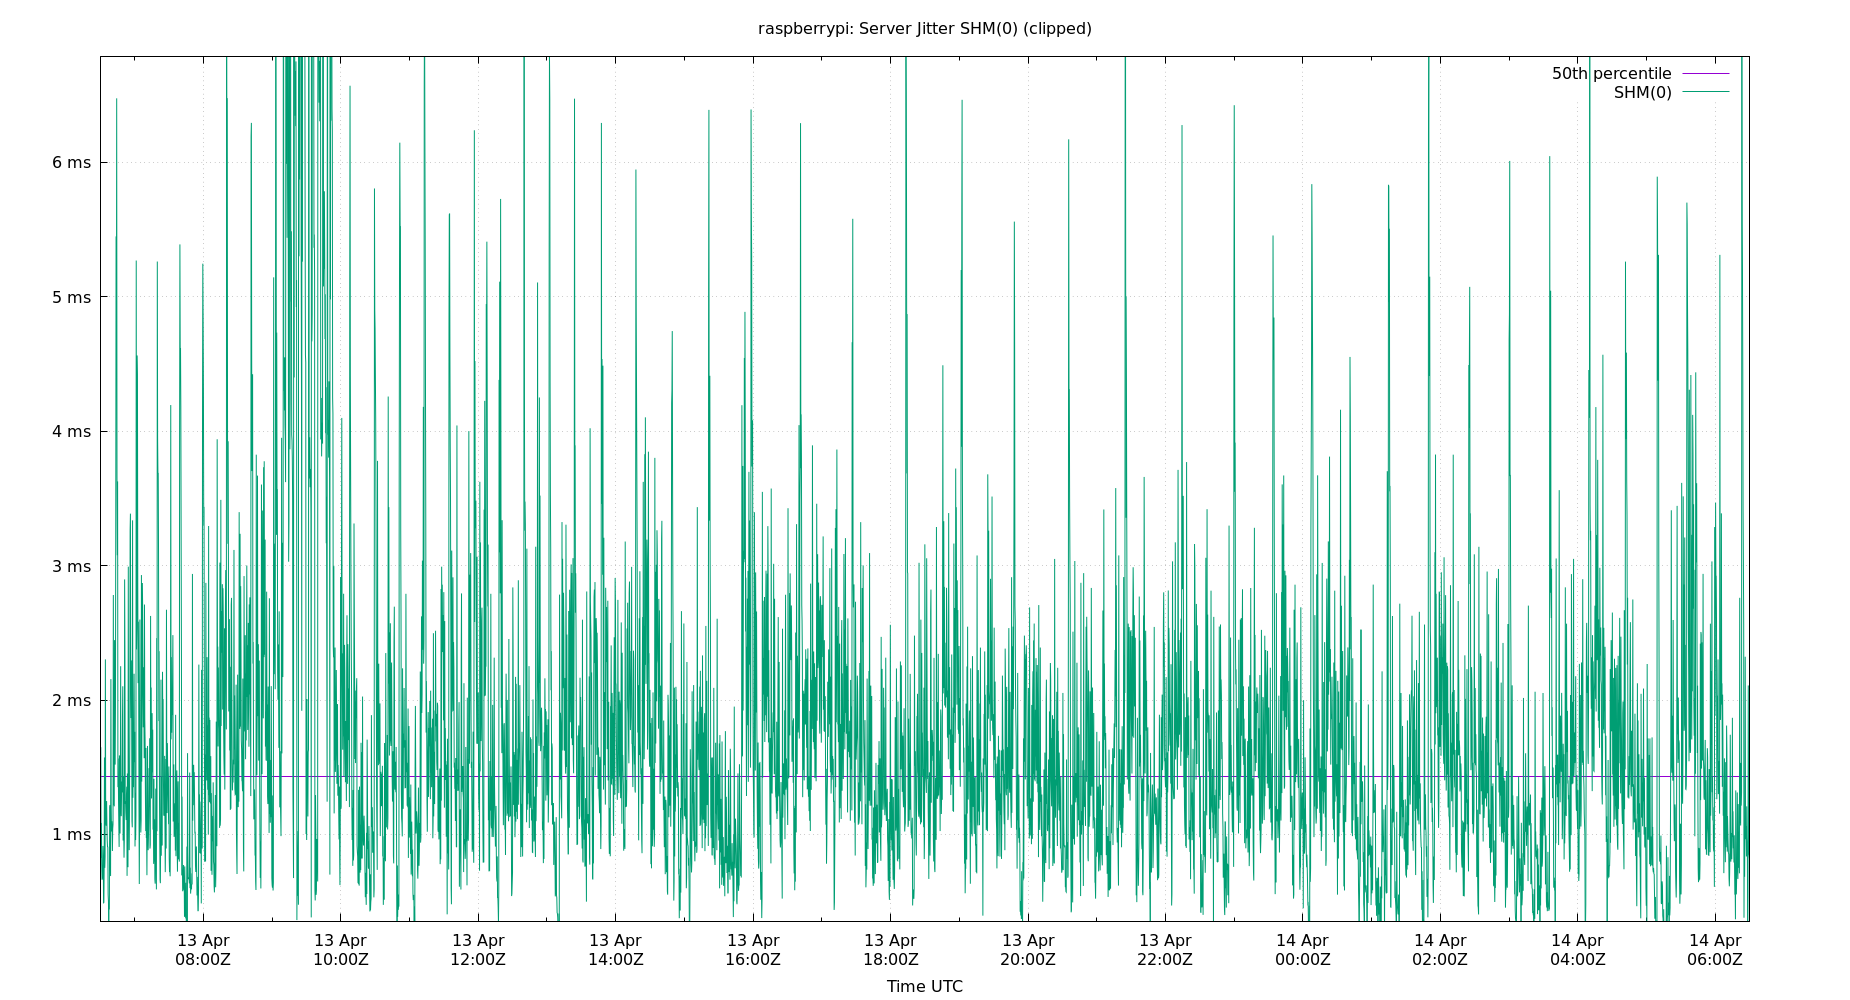 raspberrypi: Server Jitter SHM(0) (clipped)
50th percentile
SHM(0)
6 ms
5 ms
4 ms
3 ms
2 ms
1 ms
13 Apr 13 Apr 13 Apr 13 Apr 13 Apr 13 Apr 13 Apr 13 Apr 14 Apr 14 Apr 14 Apr 14 Apr
08:00Z 10:00Z 12:00Z 14:00Z 16:00Z 18:00Z 20:00Z 22:00Z 00:00Z 02:00Z 04:00Z 06:00Z
Time UTC